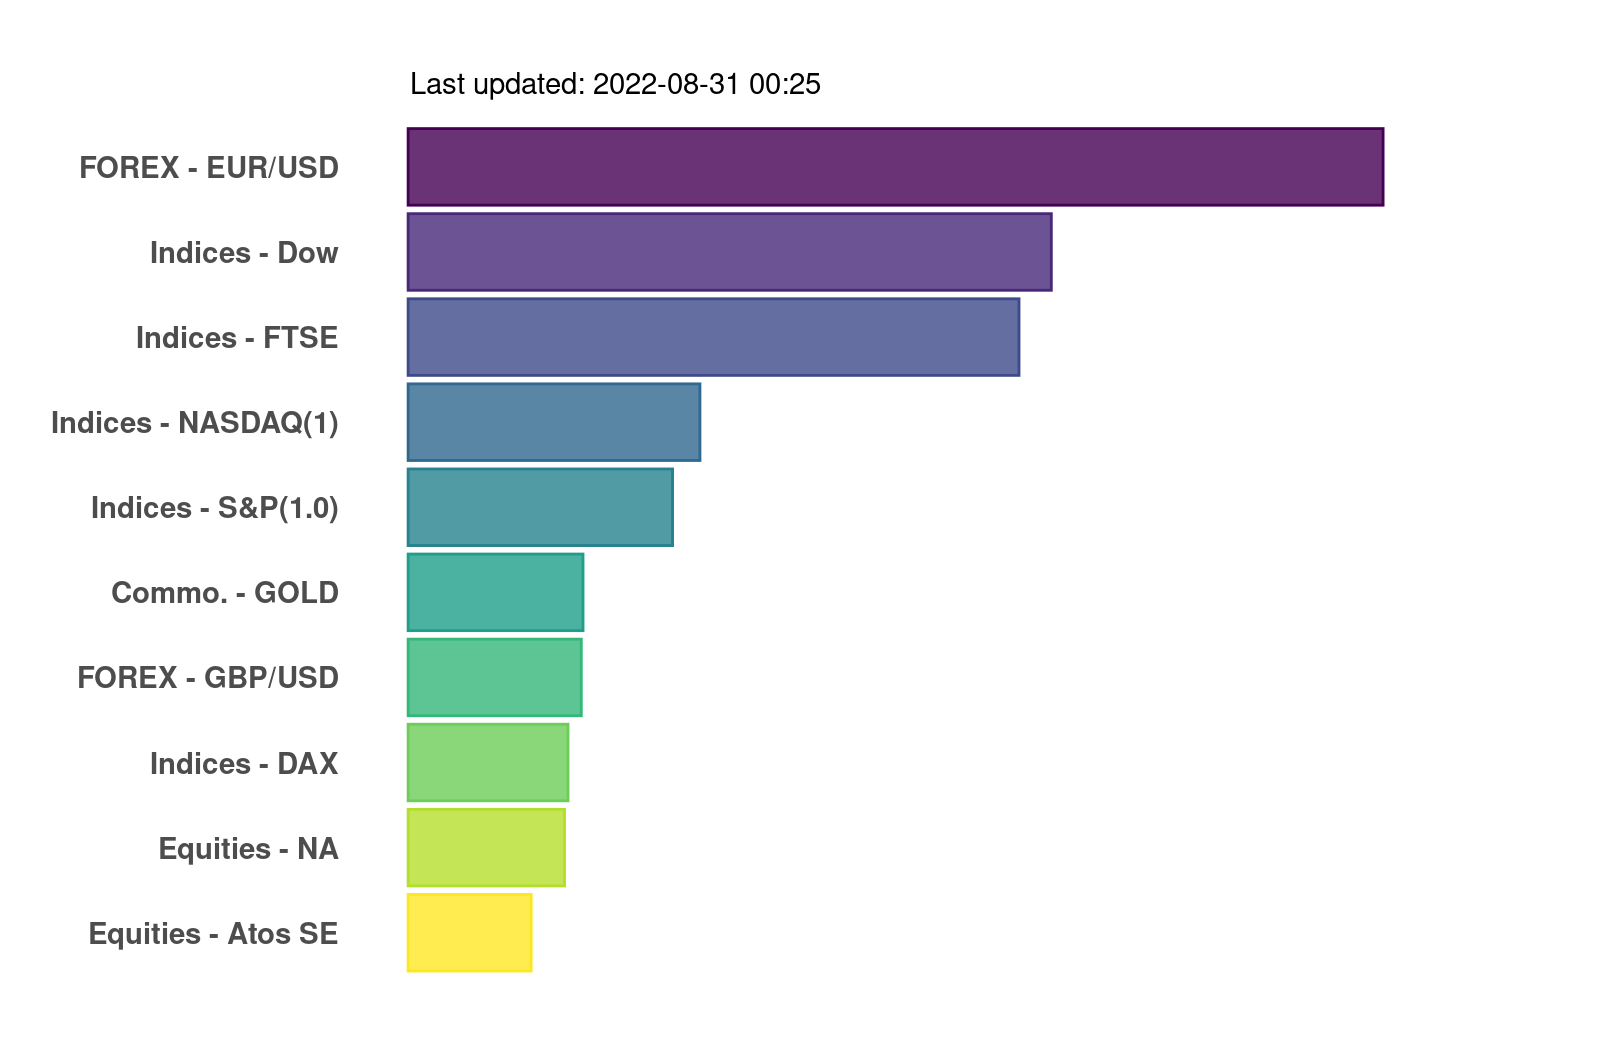 Last updated: 2022-08-31 00:25
FOREX - EUR/USD
Indices - Dow
Indices - FTSE
Indices - NASDAQ(1)
Indices - S&P(1.0)
Commo. - GOLD
FOREX - GBP/USD
Indices - DAX
Equities - NA
Equities - Atos SE